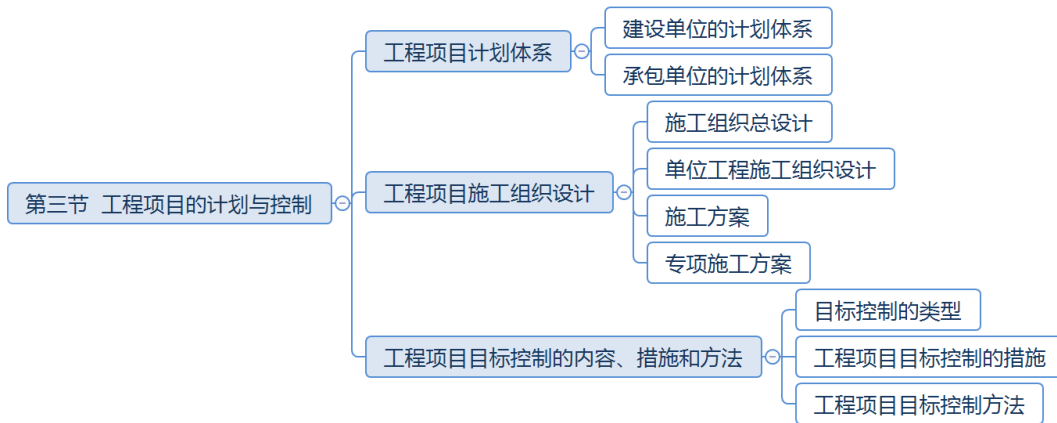 建设单位的计划体系
工程项目计划体系
承包单位的计划体系
施工组织总设计
单位工程施工组织设计
第三节 工程项目的计划与控制
工程项目施工组织设计
施工方案
专项施工方案
目标控制的类型
工程项目目标控制的内容、措施和方法
工程项目目标控制的措施
工程项目目标控制方法